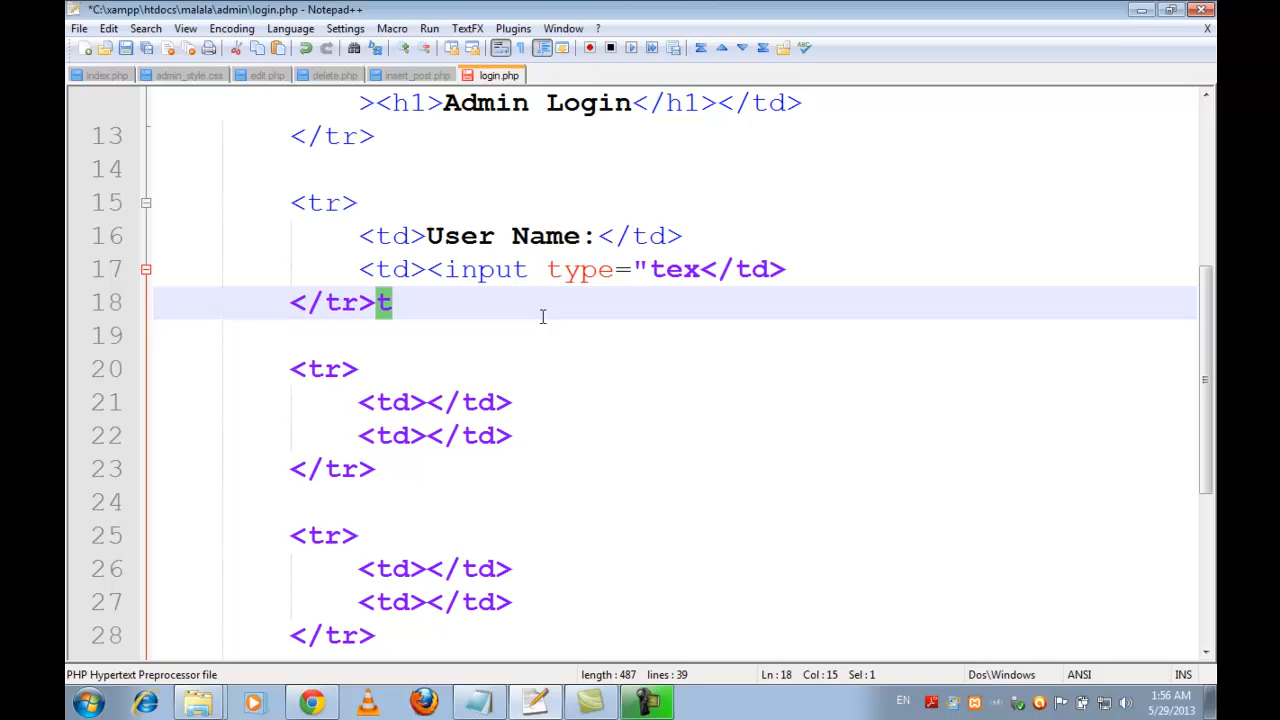 *C:\xampp\htdocs\malala\admin\login.php - Notepad++
File Edit Search View Encoding Language Settings Macro Run TextFX Plugins Window ? X
index.php admin_style.css edit.php delete.php insert_post.php login.php
><h1>Admin Login</h1></td>
13 </tr>
14
15 <tr>
16 <td>User Name:</td>
17 <td><input type="tex</td>
18 </tr>t
19
20 <tr>
21 <td></td>
22 <td></td>
23 </tr>
24
25 <tr>
26 <td></td>
27 <td></td>
28 </tr>
PHP Hypertext Preprocessor file length : 487 lines : 39 Ln : 18 Col : 15 Sel : 1 Dos\Windows ANSI INS
EN 1:56 AM
5/29/2013